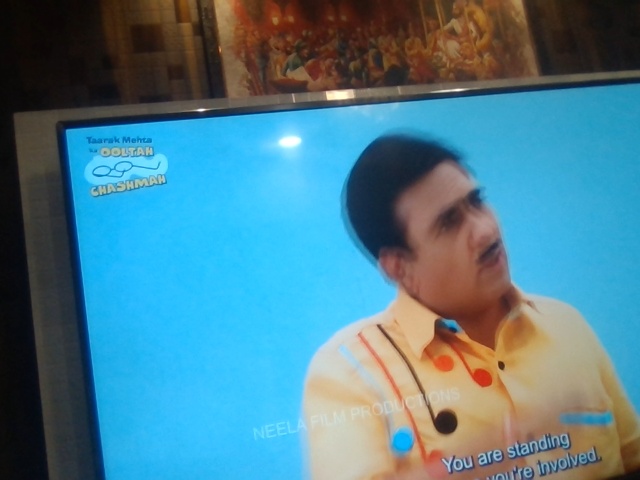 Taarak Mehta
ka OOLTAH
CHASHMAH
NEELA FILM PRODUCTIONS
You are standing
you're involved.